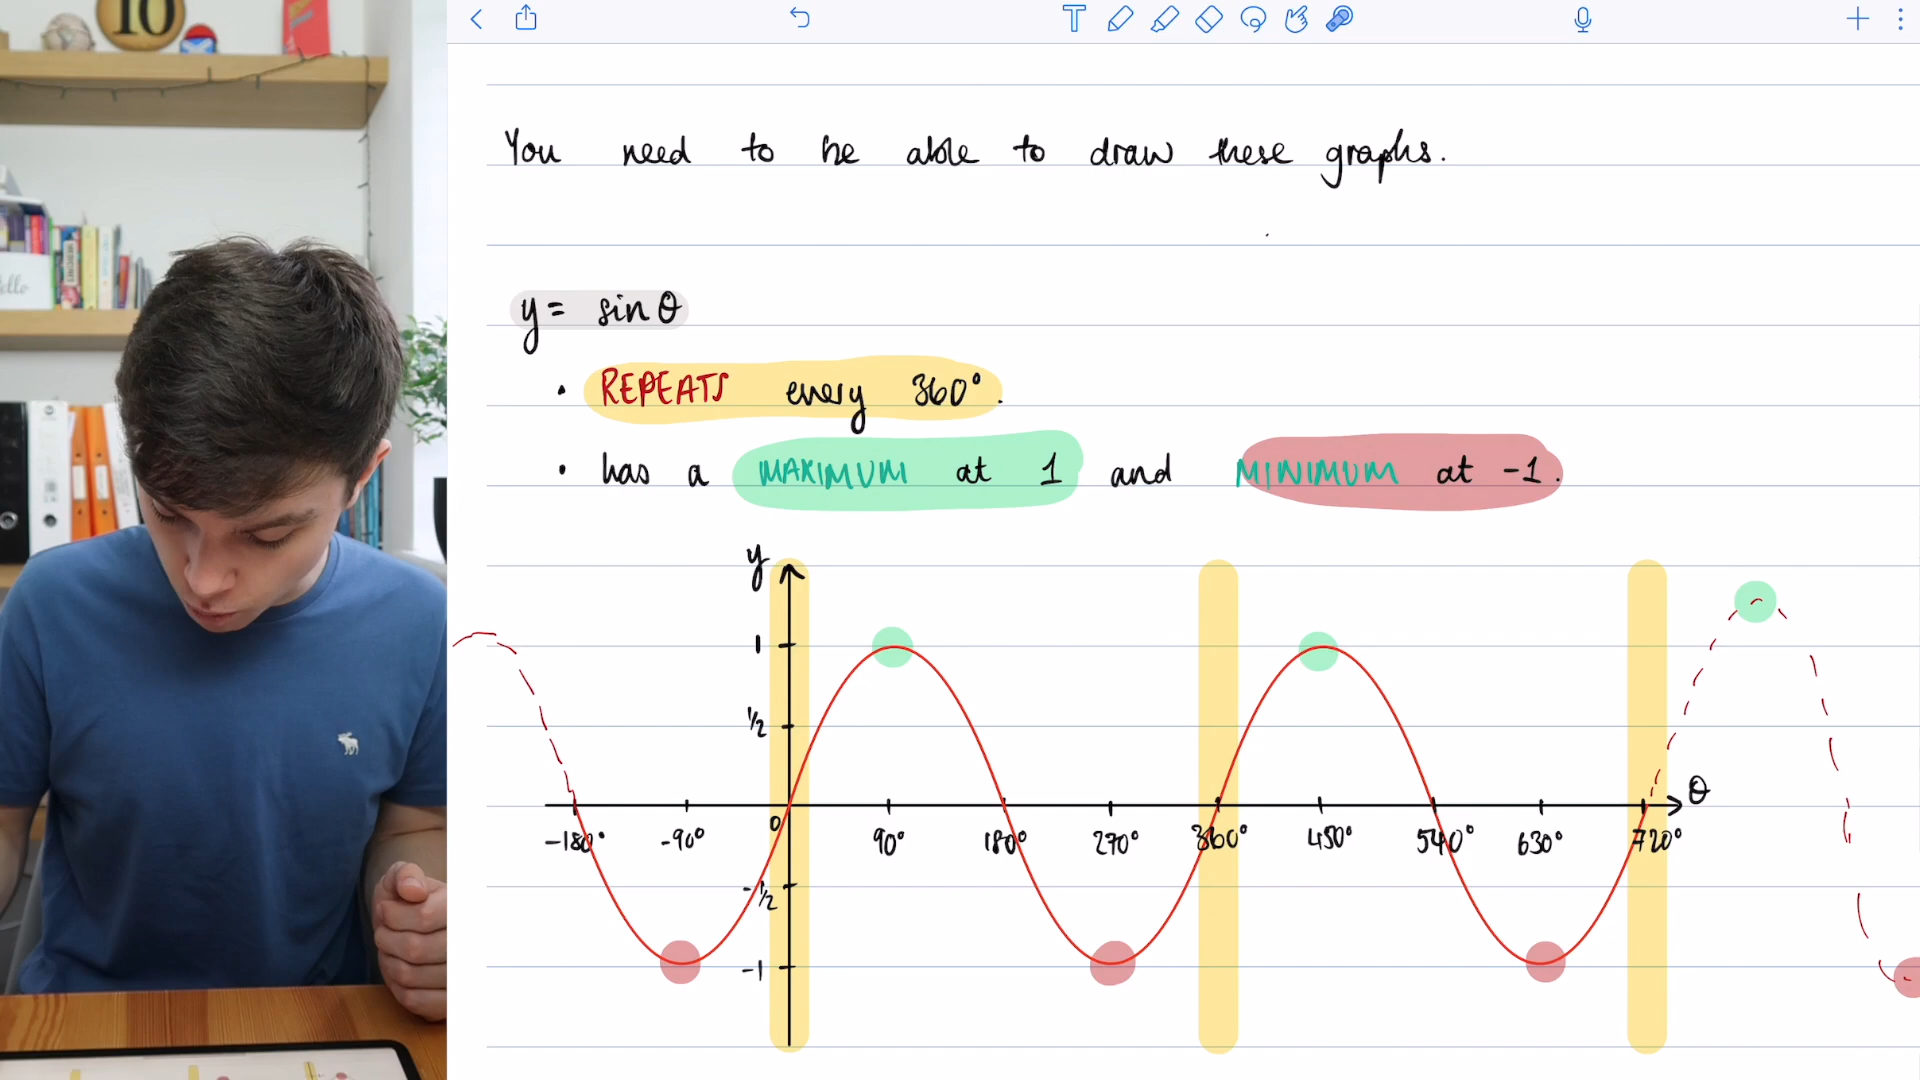 10
You need to be able to draw these graphs.
y = sin θ
• REPEATS every 360°.
• has a MAXIMUM at 1 and MINIMUM at -1.
y
1
1/2
θ
0
-180° -90° 90° 180° 270° 360° 450° 540° 630° 720°
-1/2
-1